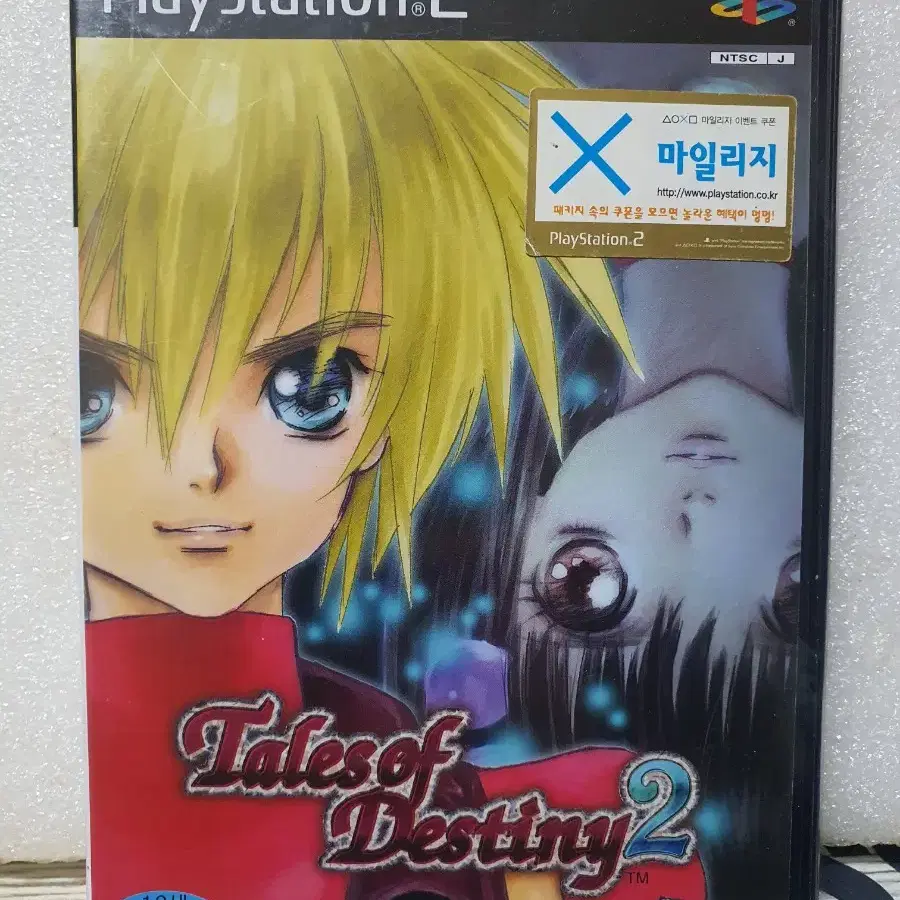 PlayStation®2
®
NTSC J
△○×□ 마일리지 이벤트 쿠폰
× 마일리지
http://www.playstation.co.kr
패키지 속의 쿠폰을 모으면 놀라운 혜택이 펑펑!
PlayStation®2
Tales of
Destiny 2
TM